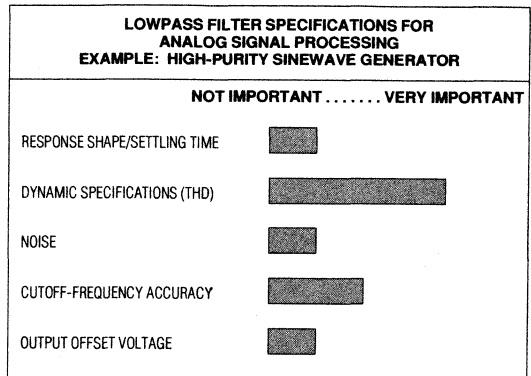 LOWPASS FILTER SPECIFICATIONS FOR
ANALOG SIGNAL PROCESSING
EXAMPLE: HIGH-PURITY SINEWAVE GENERATOR
NOT IMPORTANT ....... VERY IMPORTANT
RESPONSE SHAPE/SETTLING TIME
DYNAMIC SPECIFICATIONS (THD)
NOISE
CUTOFF-FREQUENCY ACCURACY
OUTPUT OFFSET VOLTAGE